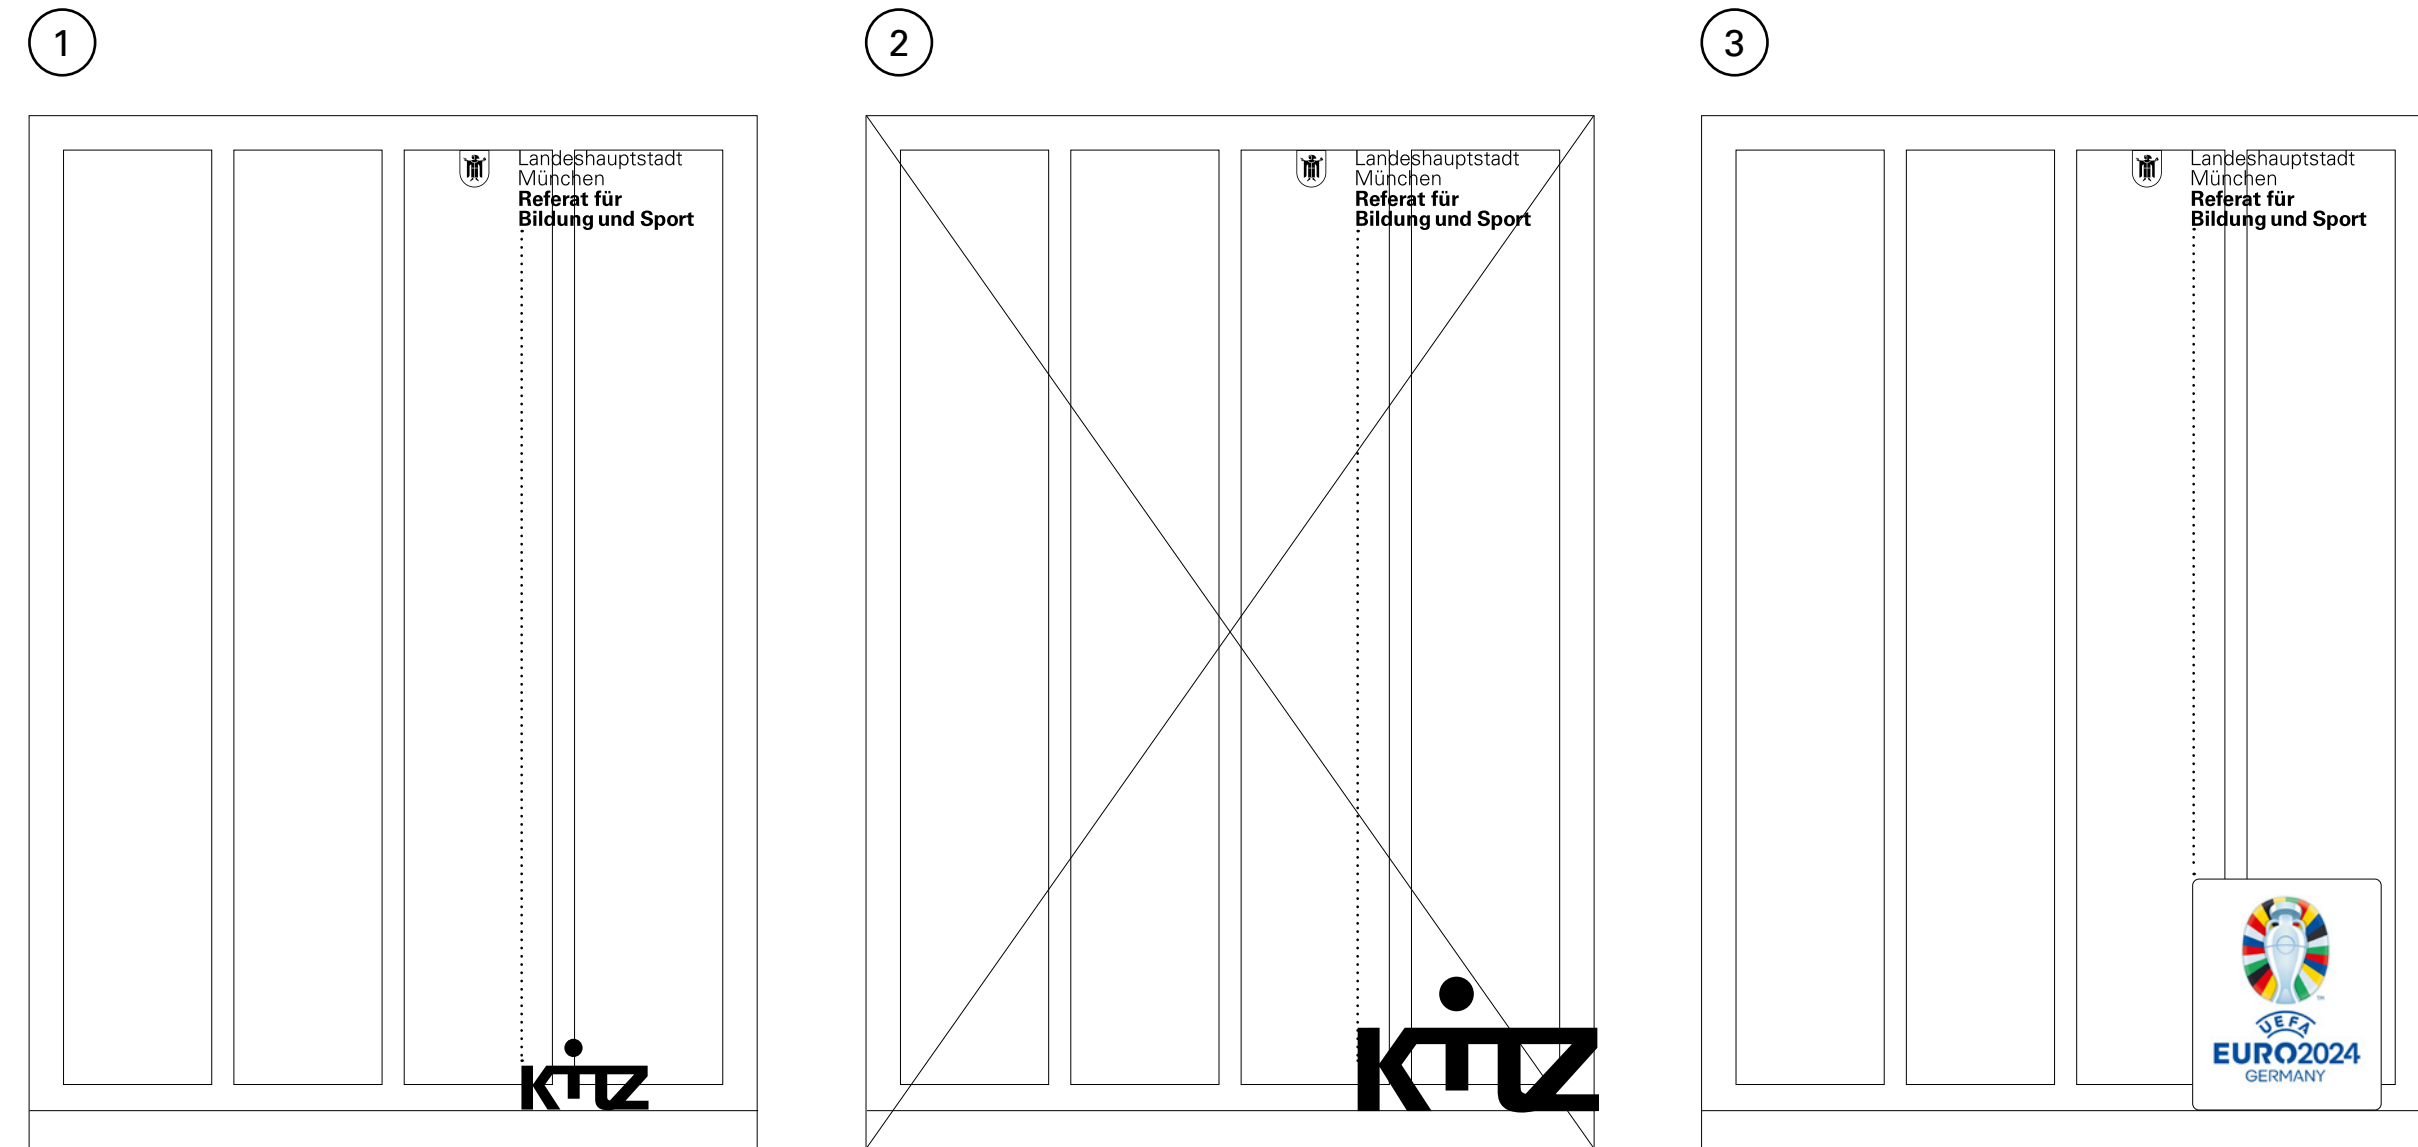 1
Landeshauptstadt
München
Referat für
Bildung und Sport
KITZ
2
Landeshauptstadt
München
Referat für
Bildung und Sport
KITZ
3
Landeshauptstadt
München
Referat für
Bildung und Sport
TM
UEFA
EURO2024
GERMANY